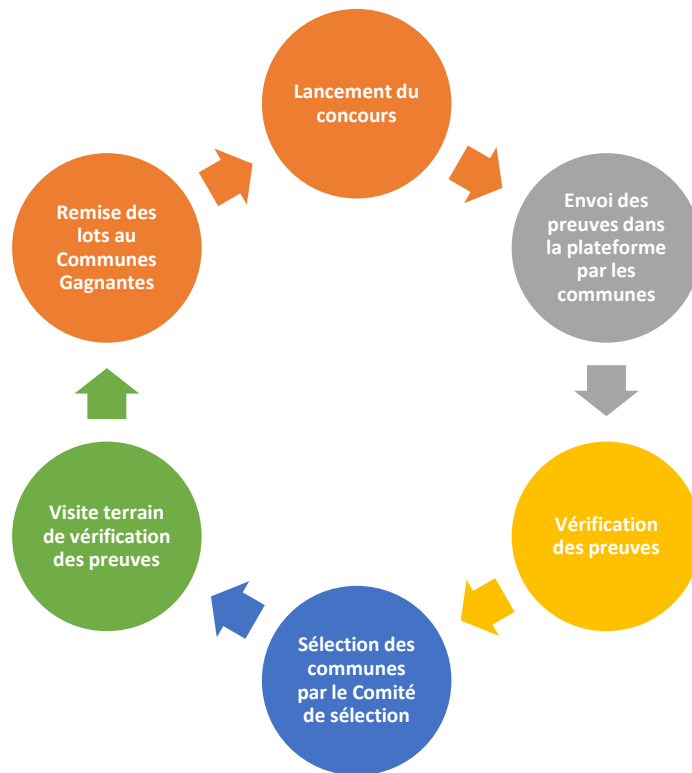 Lancement du
concours
Envoi des
preuves dans
la plateforme
par les
communes
Vérification
des preuves
Sélection des
communes
par le Comité
de sélection
Visite terrain
de vérification
des preuves
Remise des
lots au
Communes
Gagnantes